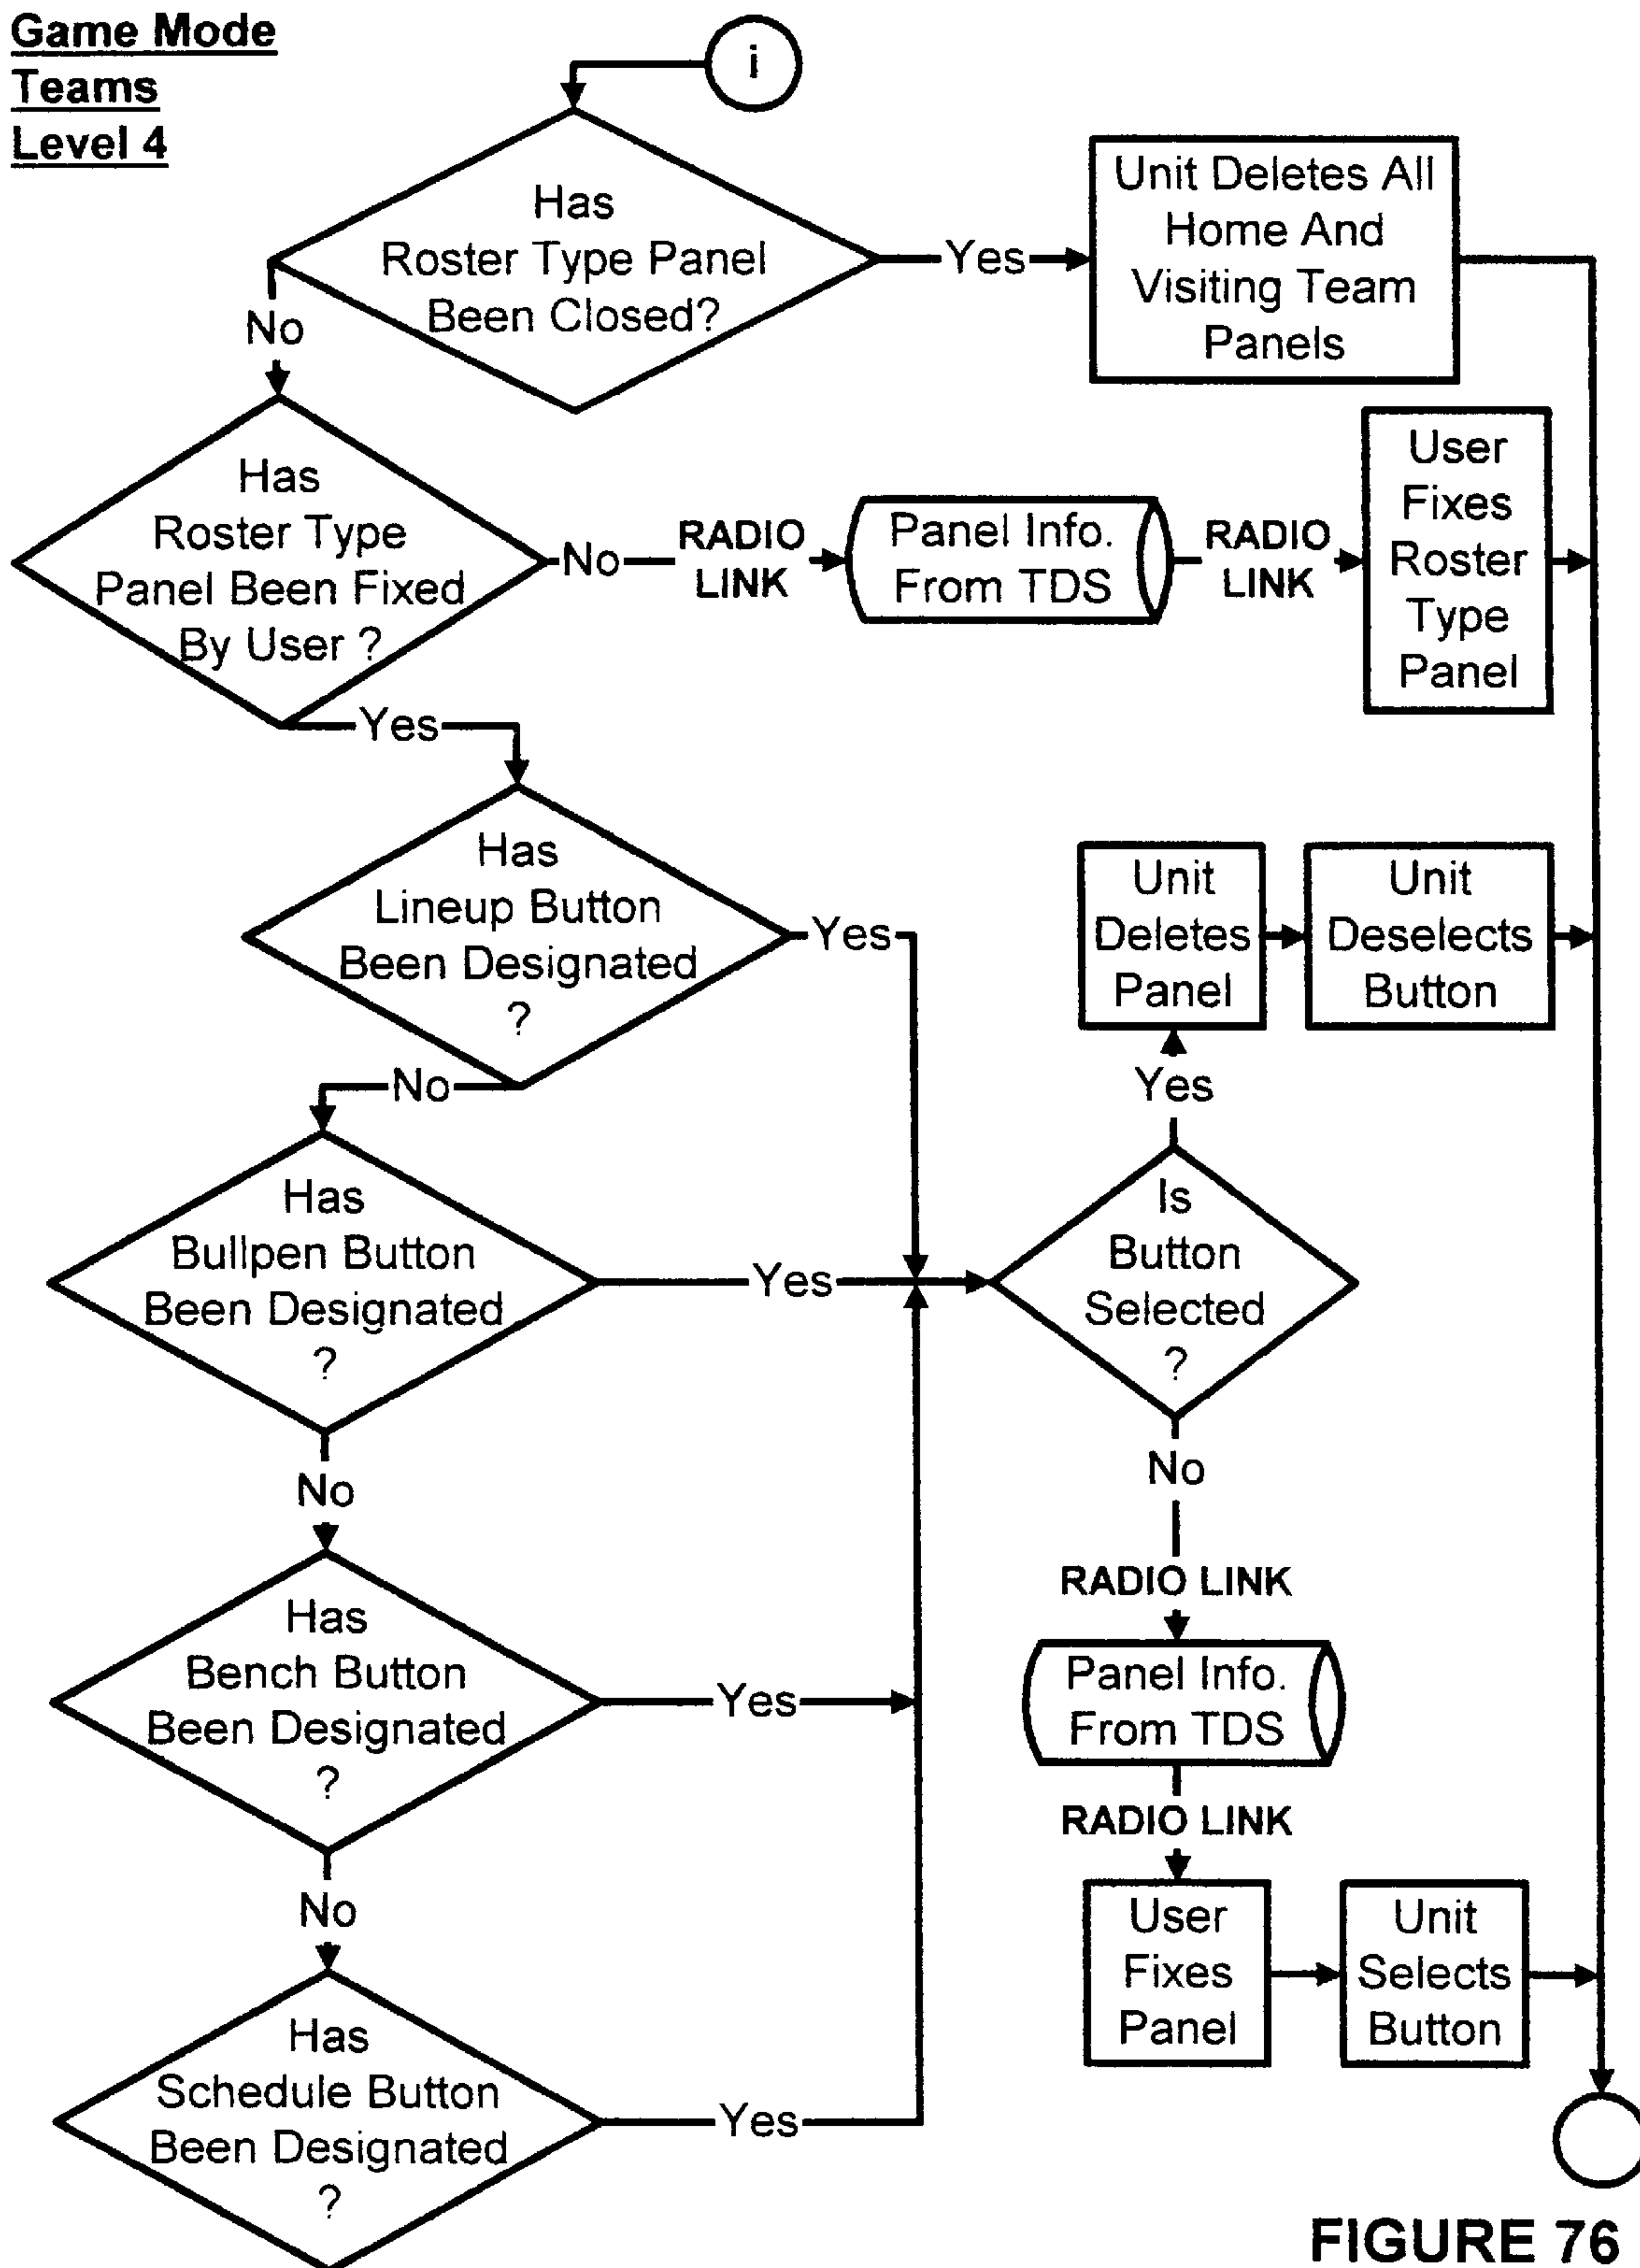 Game Mode
Teams
Level 4
i
Has
Roster Type Panel
Been Closed?
Yes
Unit Deletes All
Home And
Visiting Team
Panels
No
Has
Roster Type
Panel Been Fixed
By User ?
No
RADIO
LINK
Panel Info.
From TDS
RADIO
LINK
User
Fixes
Roster
Type
Panel
Yes
Has
Lineup Button
Been Designated
?
Yes
Unit
Deletes
Panel
Unit
Deselects
Button
No
Yes
Has
Bullpen Button
Been Designated
?
Yes
Is
Button
Selected
?
No
No
RADIO LINK
Has
Bench Button
Been Designated
?
Yes
Panel Info.
From TDS
RADIO LINK
No
User
Fixes
Panel
Unit
Selects
Button
Has
Schedule Button
Been Designated
?
Yes
FIGURE 76